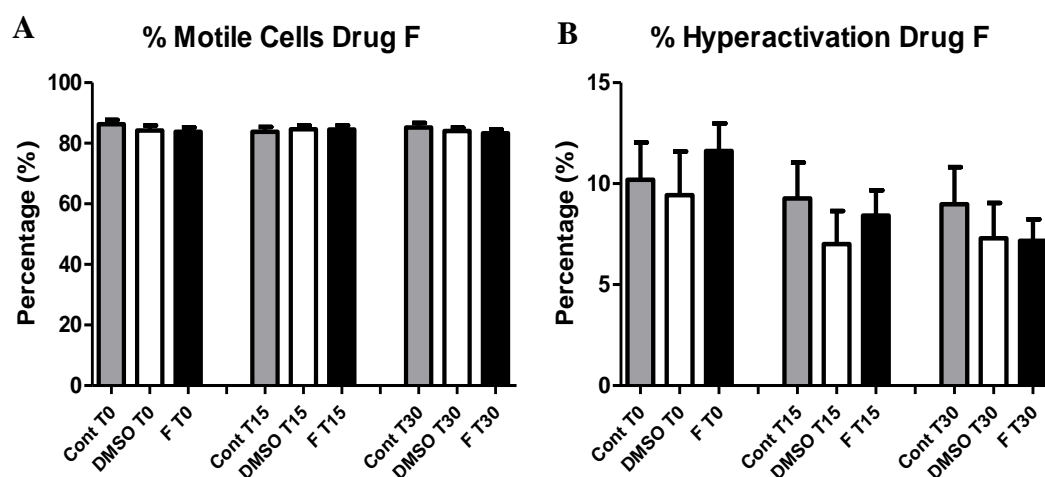 A
% Motile Cells Drug F
Percentage (%)
100
80
60
40
20
0
Cont T0
DMSO T0
F T0
Cont T15
DMSO T15
F T15
Cont T30
DMSO T30
F T30
B
% Hyperactivation Drug F
Percentage (%)
15
10
5
0
Cont T0
DMSO T0
F T0
Cont T15
DMSO T15
F T15
Cont T30
DMSO T30
F T30